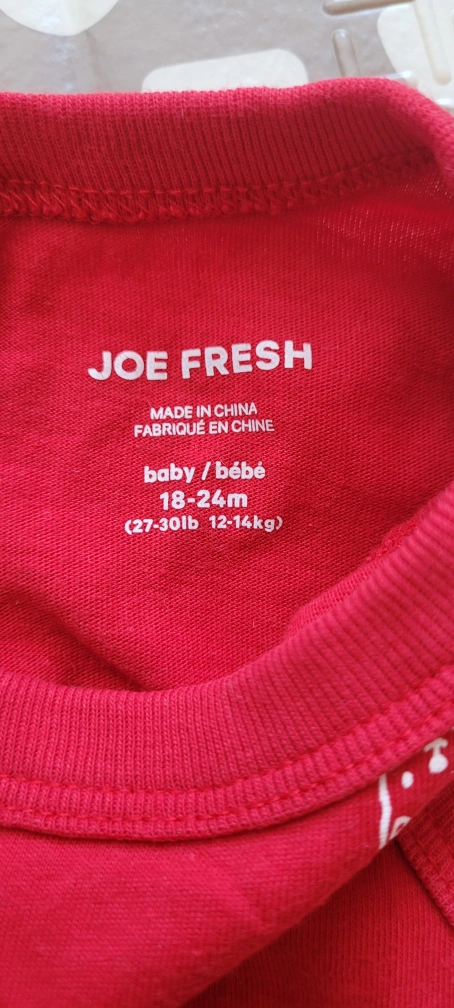 JOE FRESH
MADE IN CHINA
FABRIQUÉ EN CHINE
baby / bébé
18-24m
(27-30lb 12-14kg)